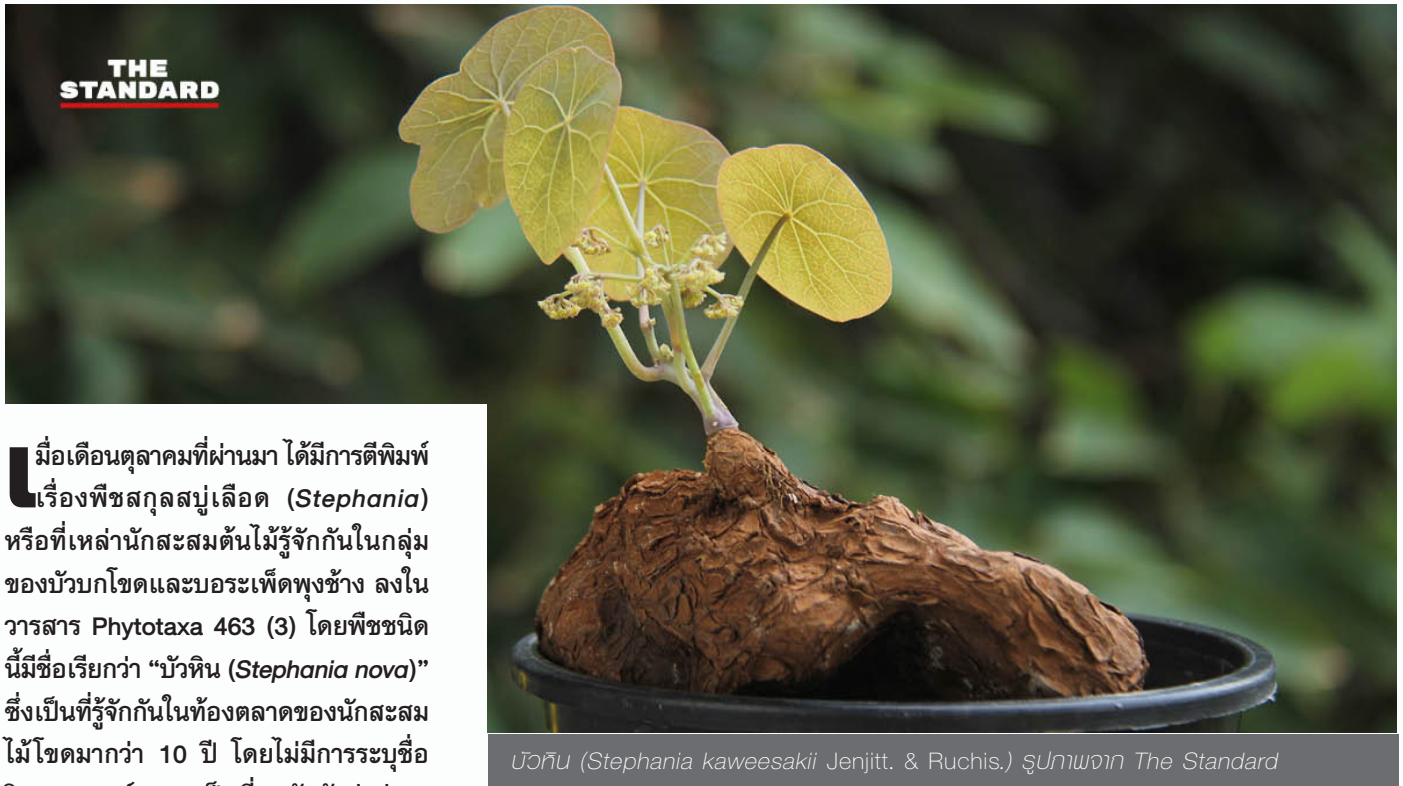 THE
STANDARD
เมื่อเดือนตุลาคมที่ผ่านมา ได้มีการตีพิมพ์
เรื่องพืชสกุลสบู่เลือด (Stephania)
หรือที่เหล่านักสะสมต้นไม้รู้จักกันในกลุ่ม
ของบัวบกโขดและบอระเพ็ดพุงช้าง ลงใน
วารสาร Phytotaxa 463 (3) โดยพืชชนิด
นี้มีชื่อเรียกว่า “บัวหิน (Stephania nova)”
ซึ่งเป็นที่รู้จักกันในท้องตลาดของนักสะสม
ไม้โขดมากว่า 10 ปี โดยไม่มีการระบุชื่อ
บัวหิน (Stephania kaweesakii Jenjitt. & Ruchis.) รูปภาพจาก The Standard